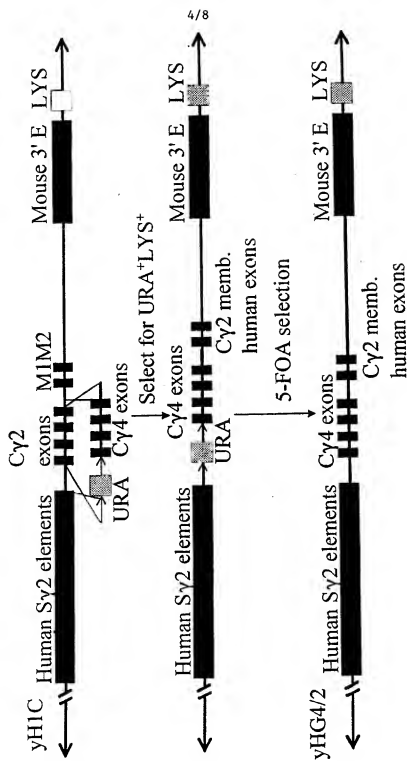 4/8
yH1C
Cγ2
exons
M1M2
Human Sγ2 elements
Mouse 3' E
LYS
URA
Cγ4 exons
Select for URA⁺LYS⁺
Human Sγ2 elements
URA
Cγ4 exons
Cγ2 memb.
human exons
Mouse 3' E
LYS
5-FOA selection
yHG4/2
Human Sγ2 elements
Cγ4 exons
Cγ2 memb.
human exons
Mouse 3' E
LYS